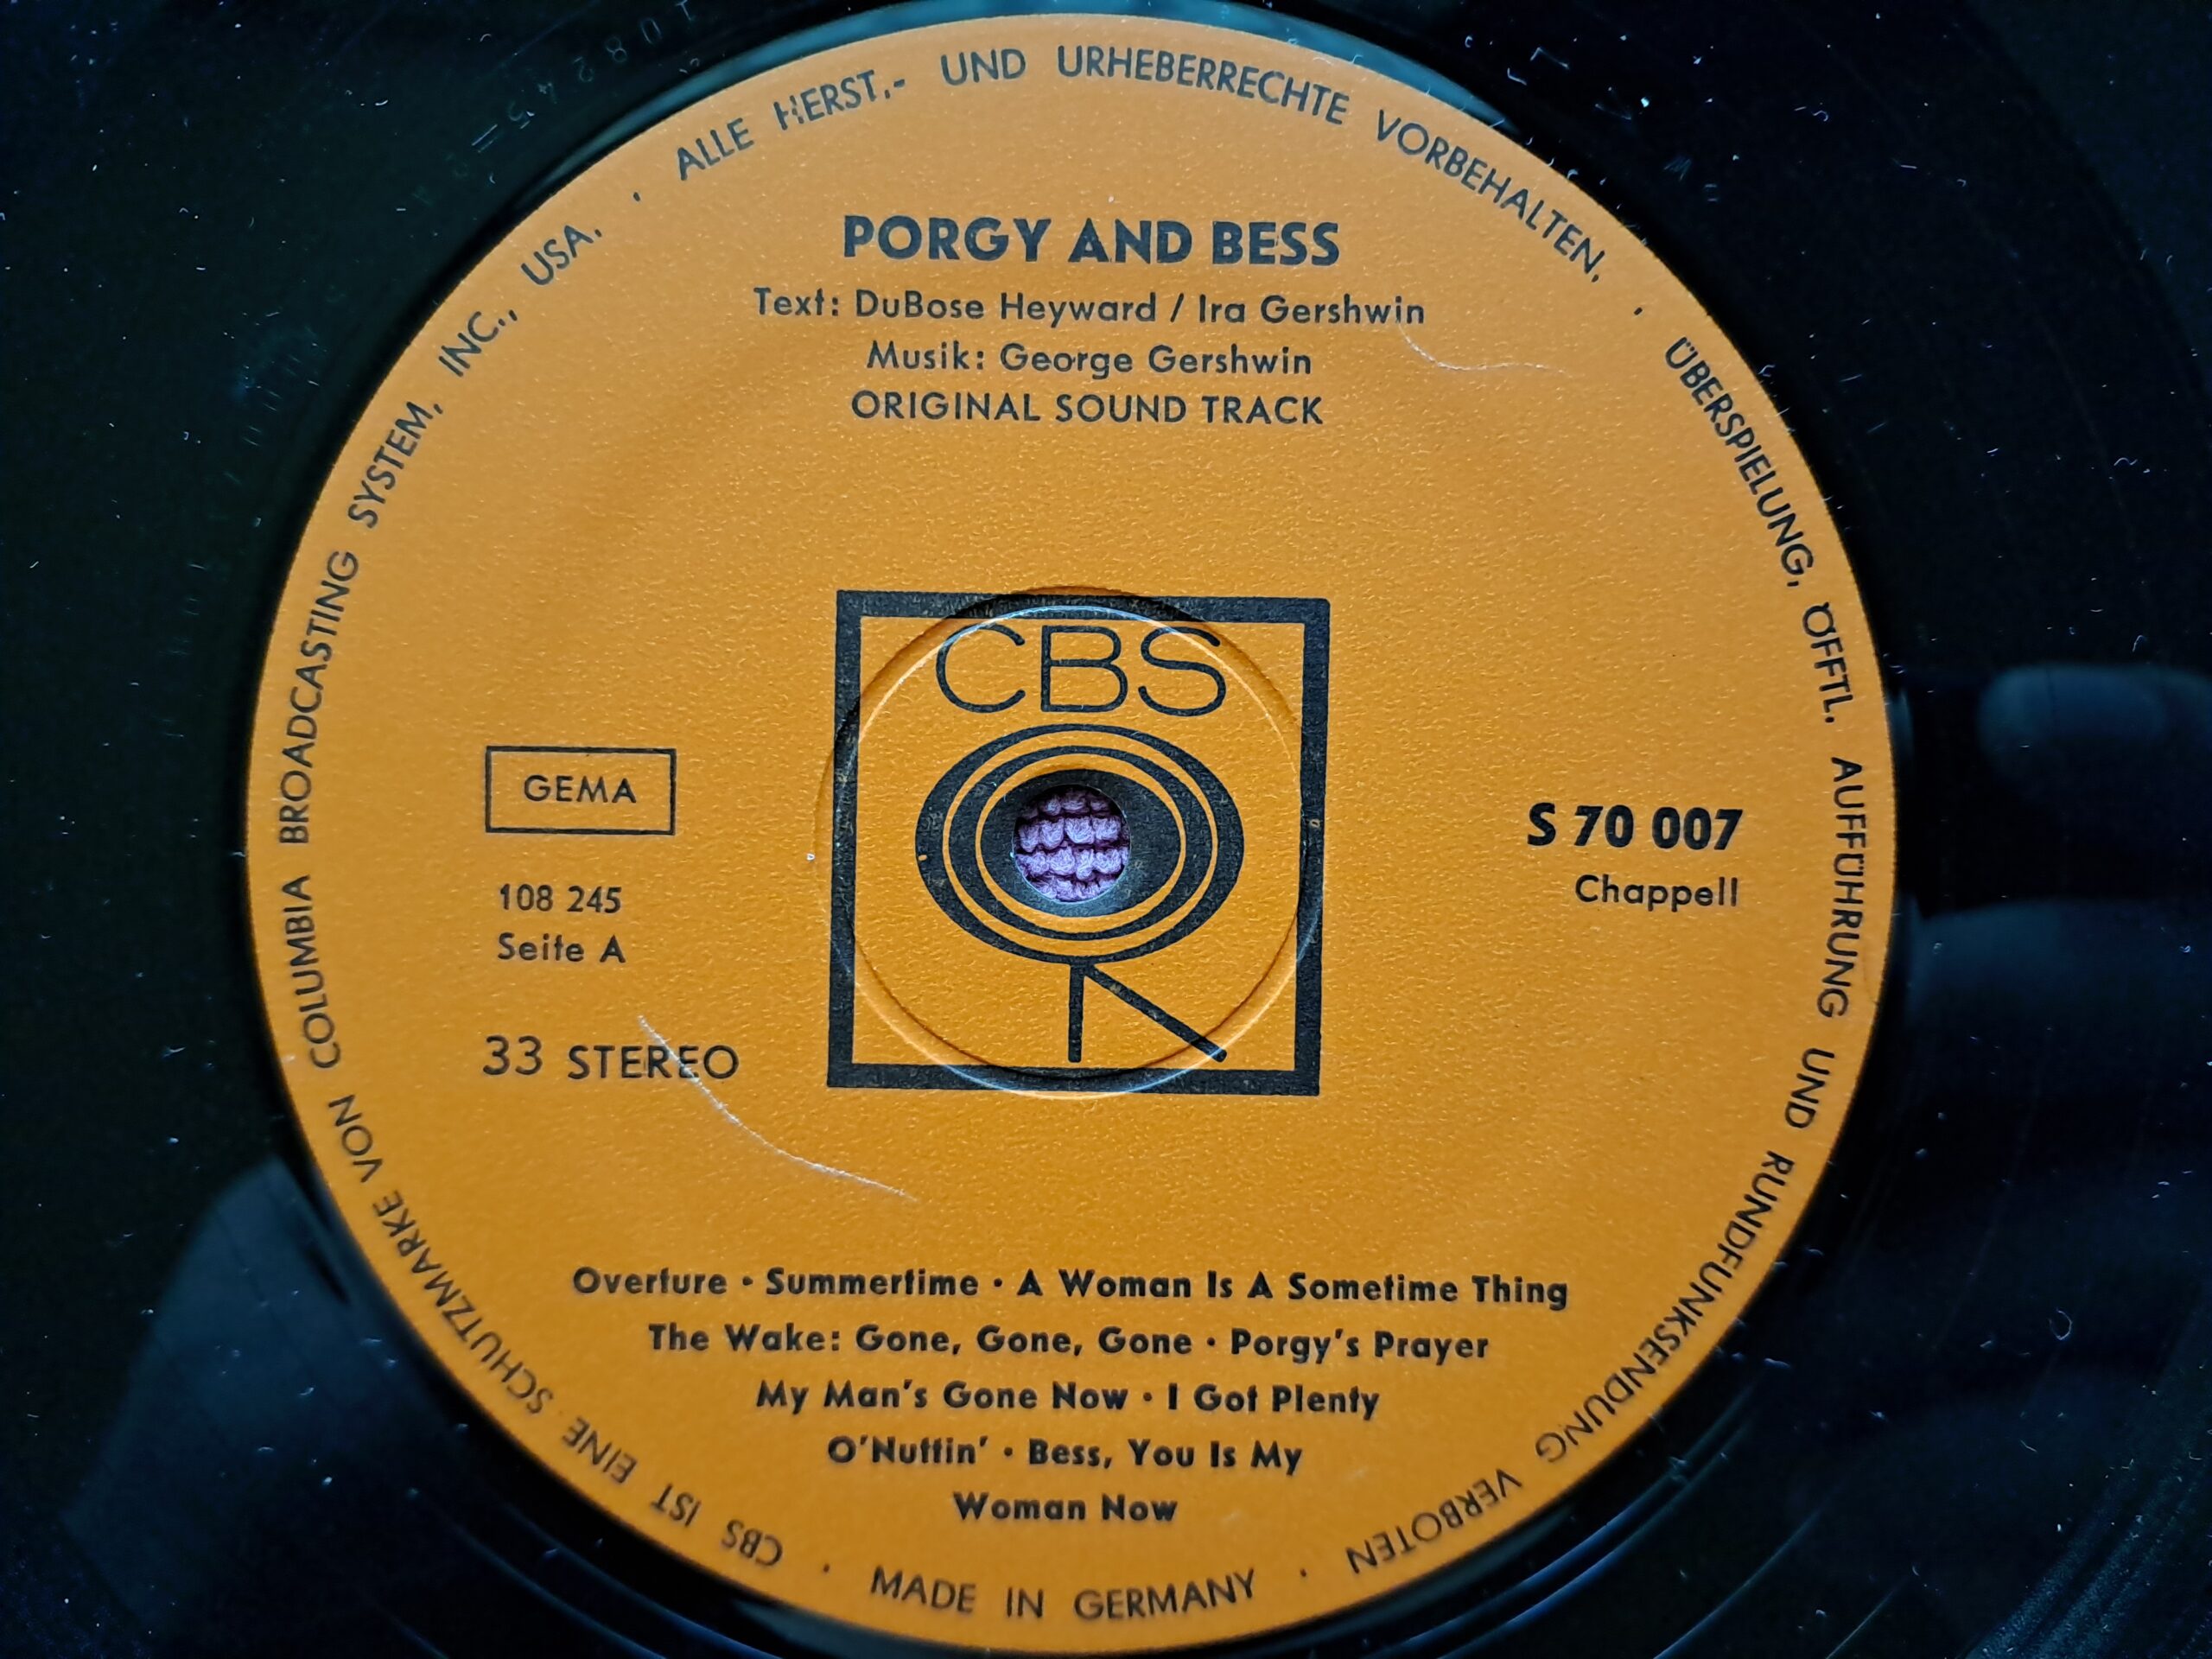 ALLE HERST.- UND URHEBERRECHTE VORBEHALTEN. · ÜBERSPIELUNG, ÖFFTL. AUFFÜHRUNG UND RUNDFUNKSENDUNG VERBOTEN · MADE IN GERMANY · CBS IST EINE SCHUTZMARKE VON COLUMBIA BROADCASTING SYSTEM, INC., USA. ·
PORGY AND BESS
Text: DuBose Heyward / Ira Gershwin
Musik: George Gershwin
ORIGINAL SOUND TRACK
CBS
GEMA
108 245
Seite A
33 STEREO
S 70 007
Chappell
Overture · Summertime · A Woman Is A Sometime Thing
The Wake: Gone, Gone, Gone · Porgy's Prayer
My Man's Gone Now · I Got Plenty
O'Nuttin' · Bess, You Is My
Woman Now